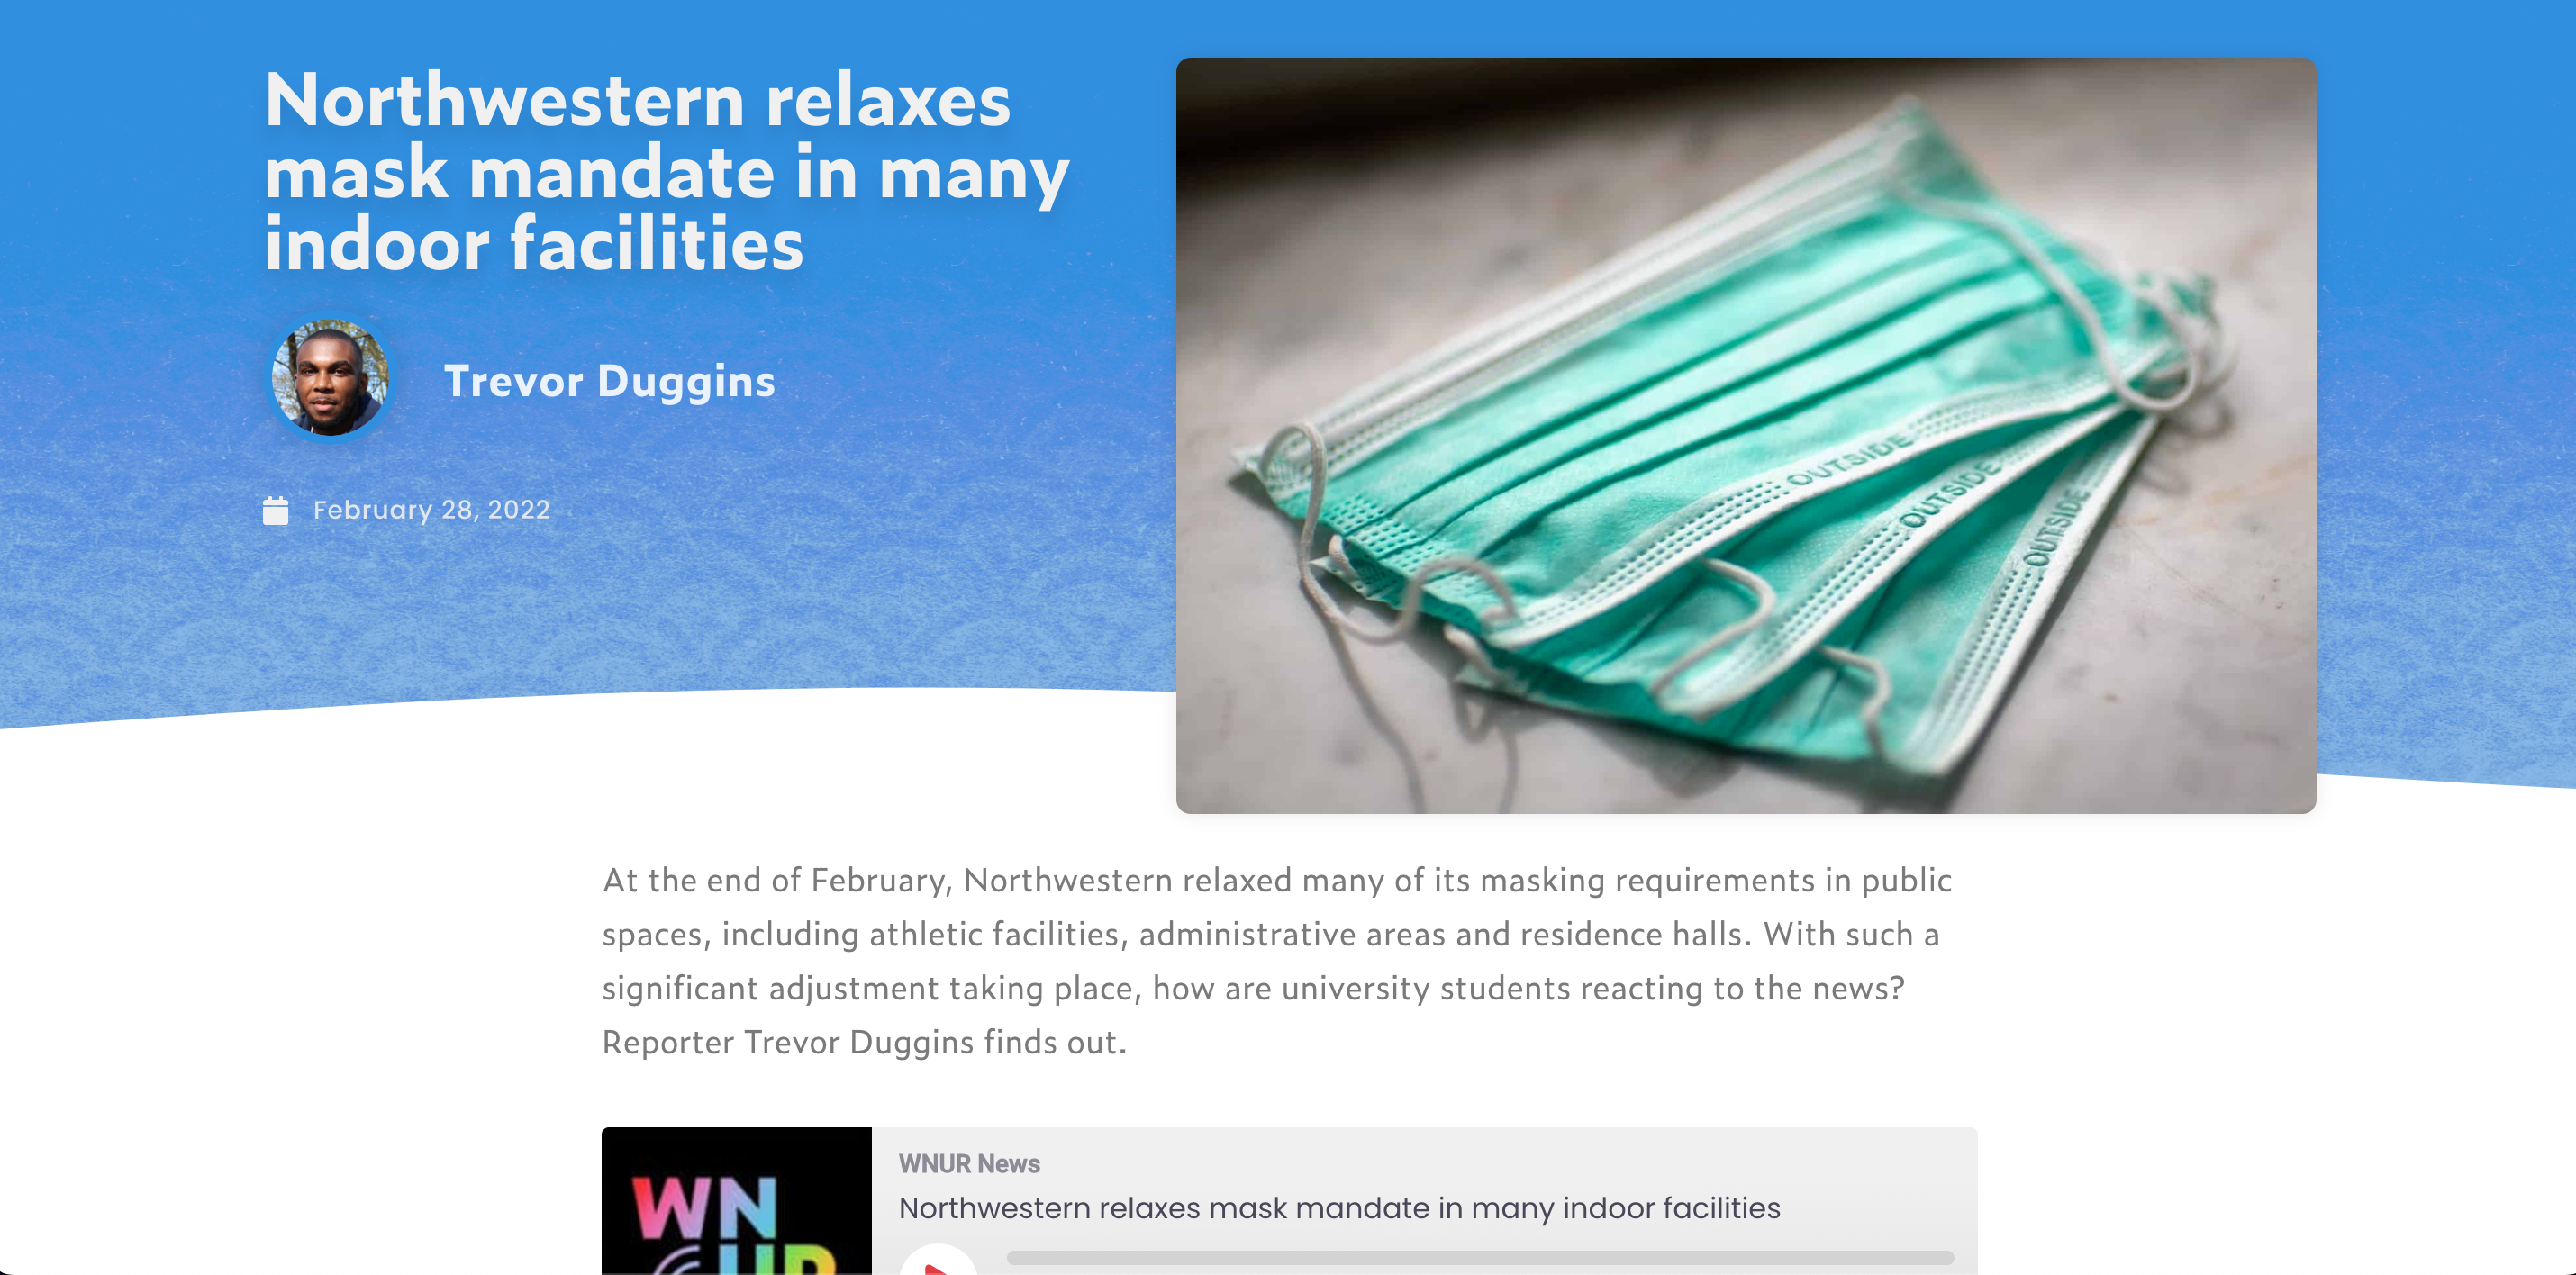 Northwestern relaxes
mask mandate in many
indoor facilities
Trevor Duggins
February 28, 2022
OUTSIDE
OUTSIDE
OUTSIDE
At the end of February, Northwestern relaxed many of its masking requirements in public
spaces, including athletic facilities, administrative areas and residence halls. With such a
significant adjustment taking place, how are university students reacting to the news?
Reporter Trevor Duggins finds out.
WN
UR
WNUR News
Northwestern relaxes mask mandate in many indoor facilities